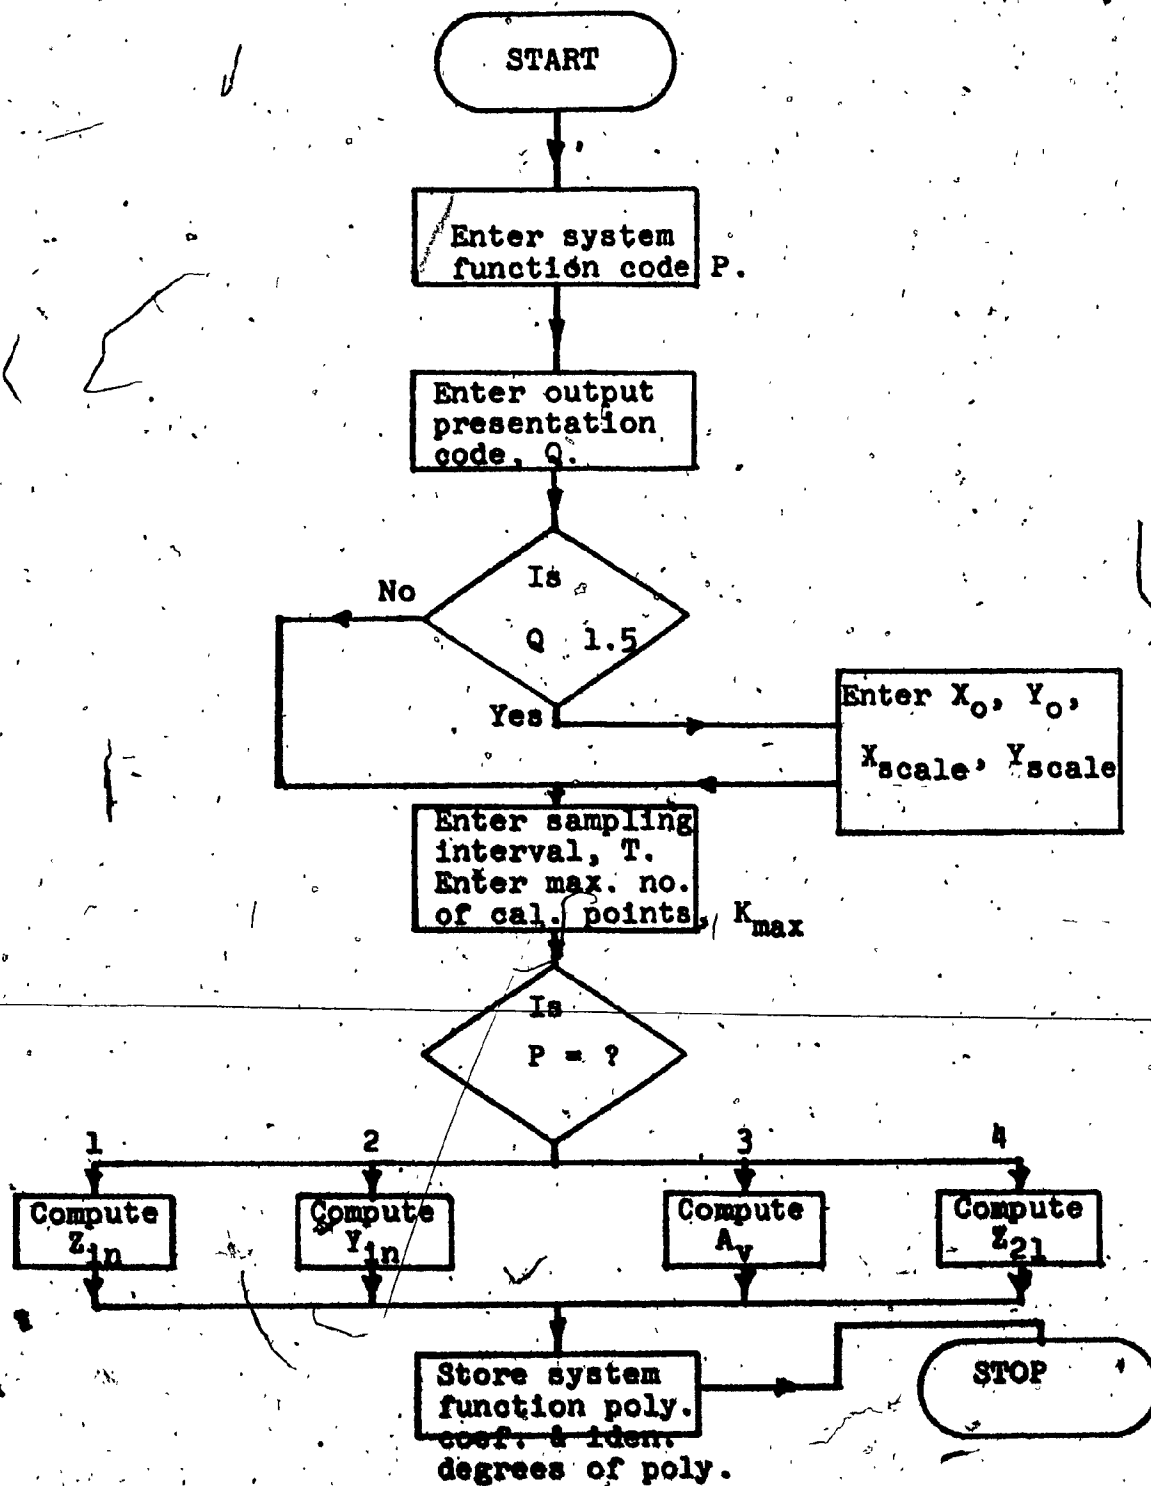 START
Enter system
function code P.
Enter output
presentation
code, Q.
Is
Q 1.5
No
Yes
Enter X₀, Y₀,
Xscale, Yscale
Enter sampling
interval, T.
Enter max. no.
of cal. points, Kmax
Is
P = ?
1
2
3
4
Compute
Zin
Compute
Yin
Compute
Av
Compute
Z21
Store system
function poly.
coef. & iden.
degrees of poly.
STOP